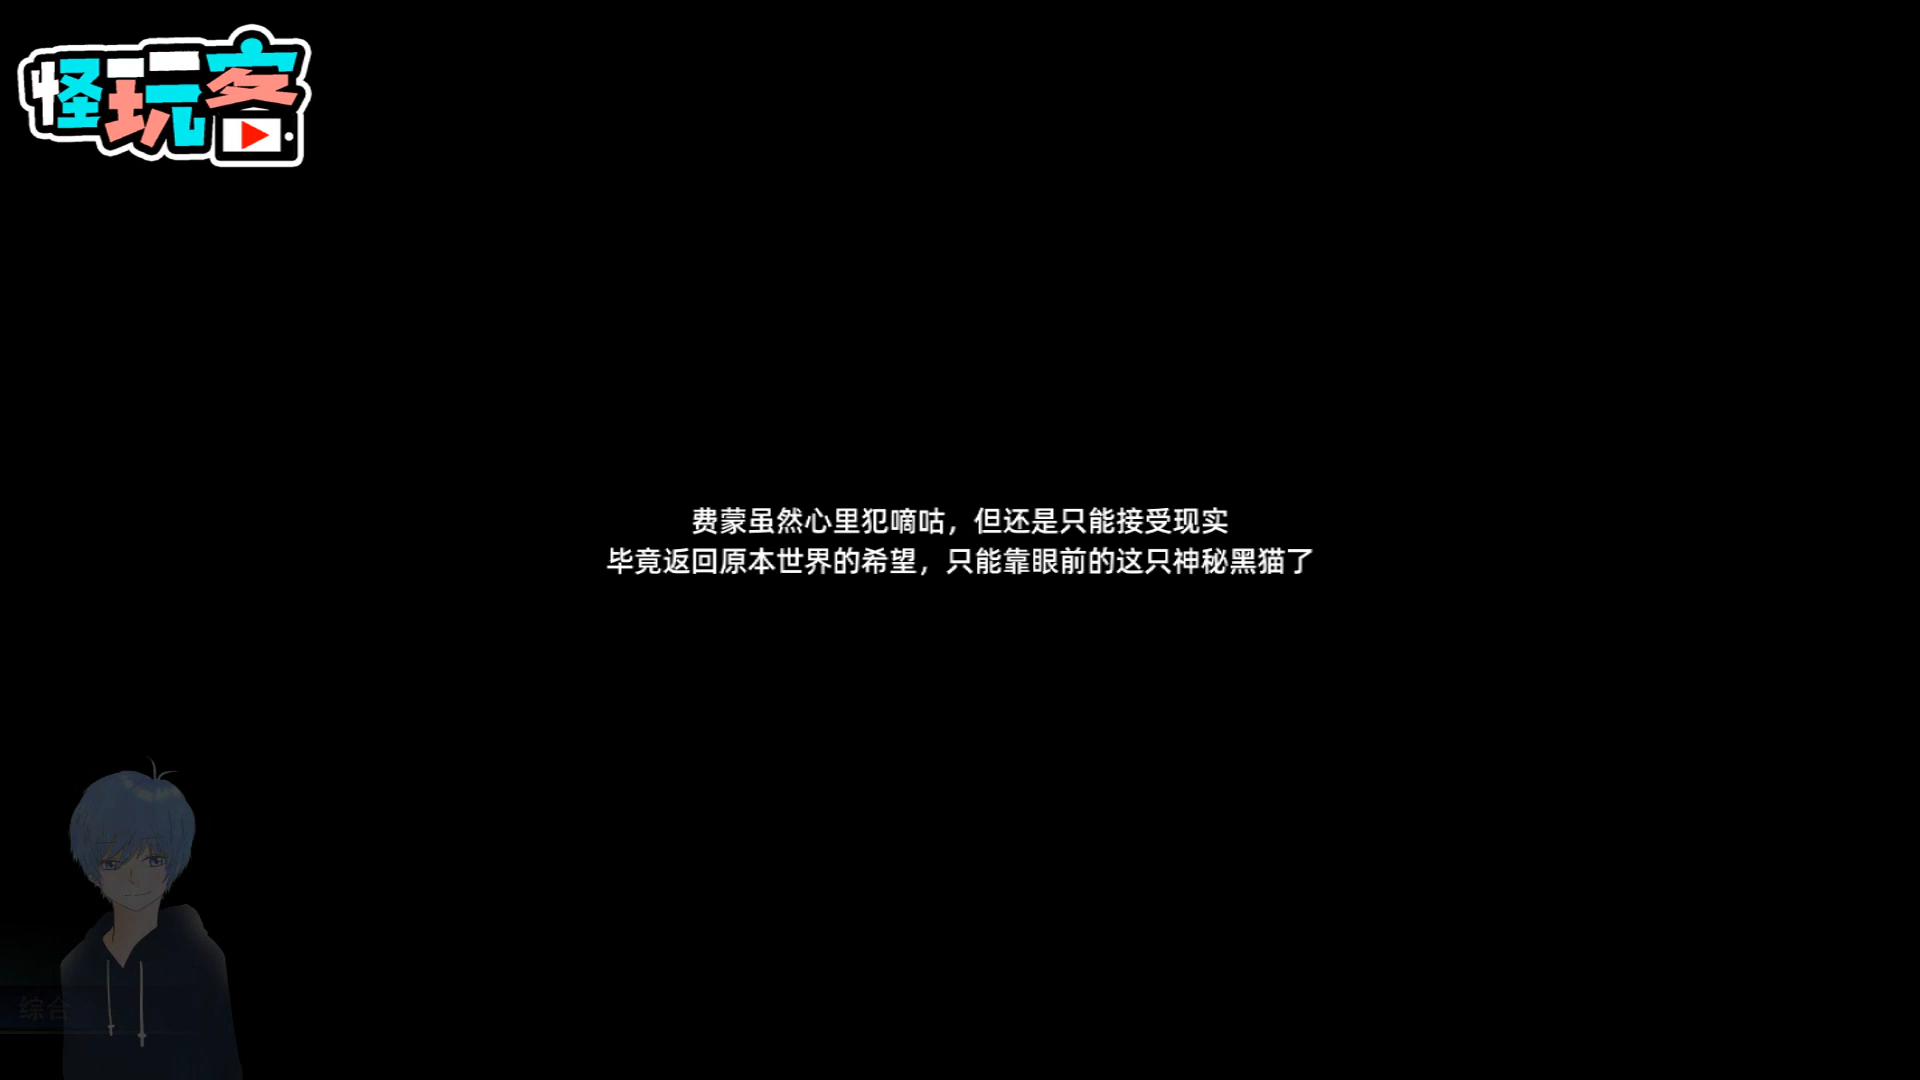 怪玩客
费蒙虽然心里犯嘀咕，但还是只能接受现实
毕竟返回原本世界的希望，只能靠眼前的这只神秘黑猫了
综合